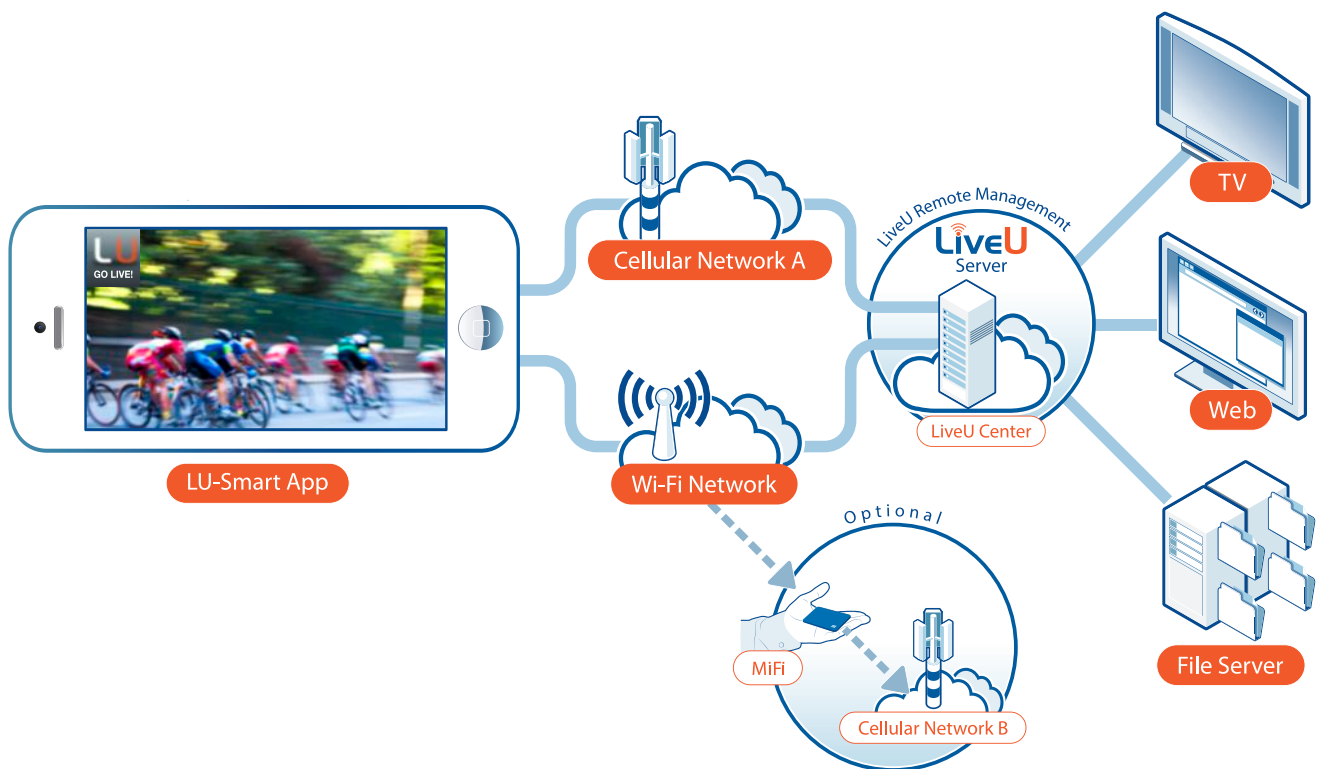 LU
GO LIVE!
LU-Smart App
Cellular Network A
Wi-Fi Network
LiveU Remote Management
LiveU
Server
LiveU Center
TV
Web
File Server
Optional
MiFi
Cellular Network B